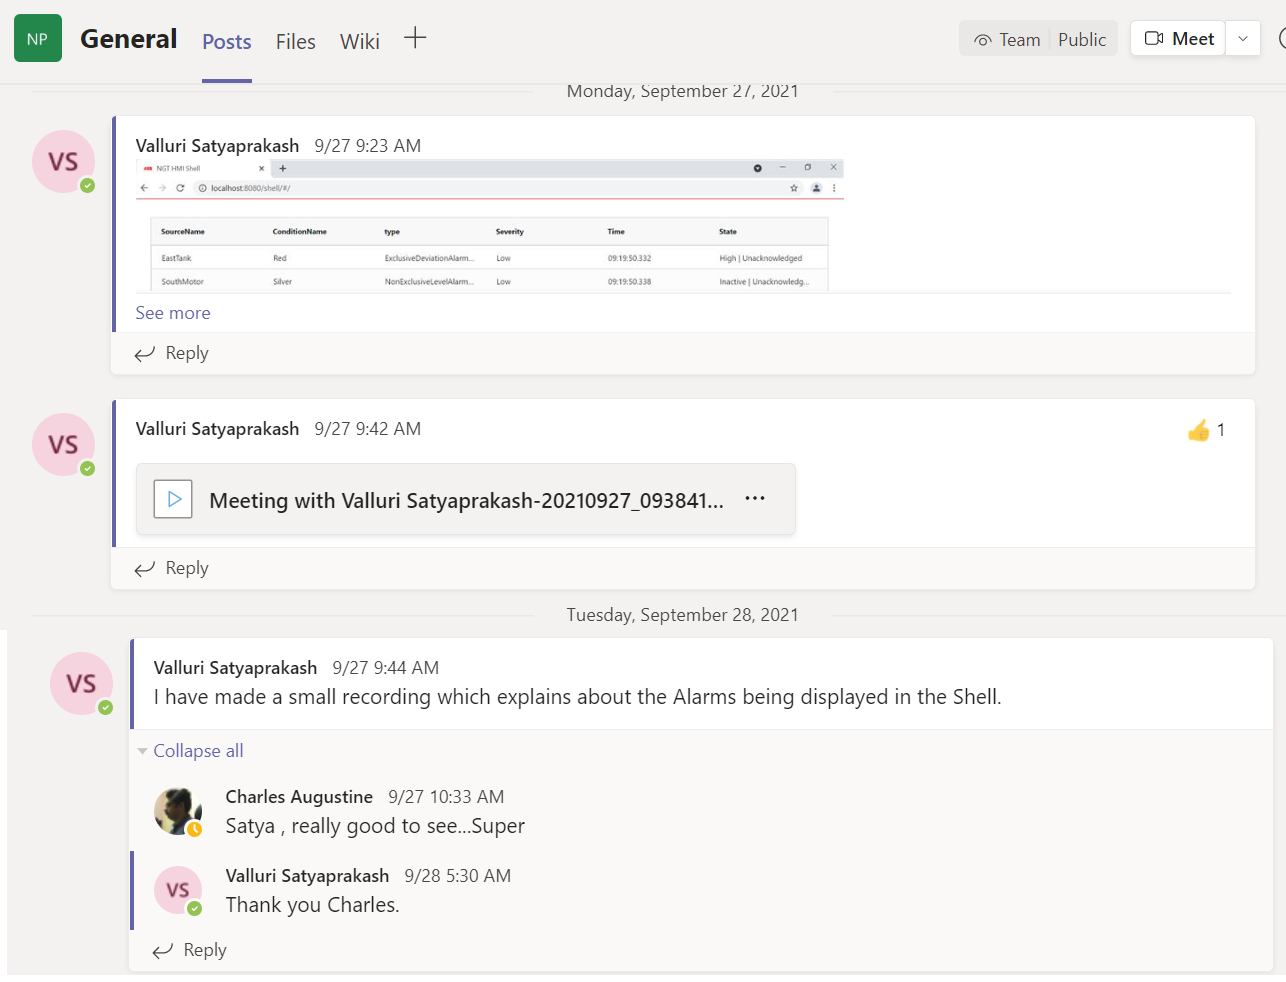 NP General Posts Files Wiki Team Public Meet
Monday, September 27, 2021
VS Valluri Satyaprakash 9/27 9:23 AM
NGT HMI Shell
localhost:8080/shell/#/
SourceName ConditionName type Severity Time State
EastTank Red ExclusiveDeviationAlarm... Low 09:19:50.332 High | Unacknowledged
SouthMotor Silver NonExclusiveLevelAlarm... Low 09:19:50.338 Inactive | Unacknowledg...
See more
Reply
VS Valluri Satyaprakash 9/27 9:42 AM 1
Meeting with Valluri Satyaprakash-20210927_093841... ...
Reply
Tuesday, September 28, 2021
VS Valluri Satyaprakash 9/27 9:44 AM
I have made a small recording which explains about the Alarms being displayed in the Shell.
Collapse all
Charles Augustine 9/27 10:33 AM
Satya , really good to see...Super
VS Valluri Satyaprakash 9/28 5:30 AM
Thank you Charles.
Reply